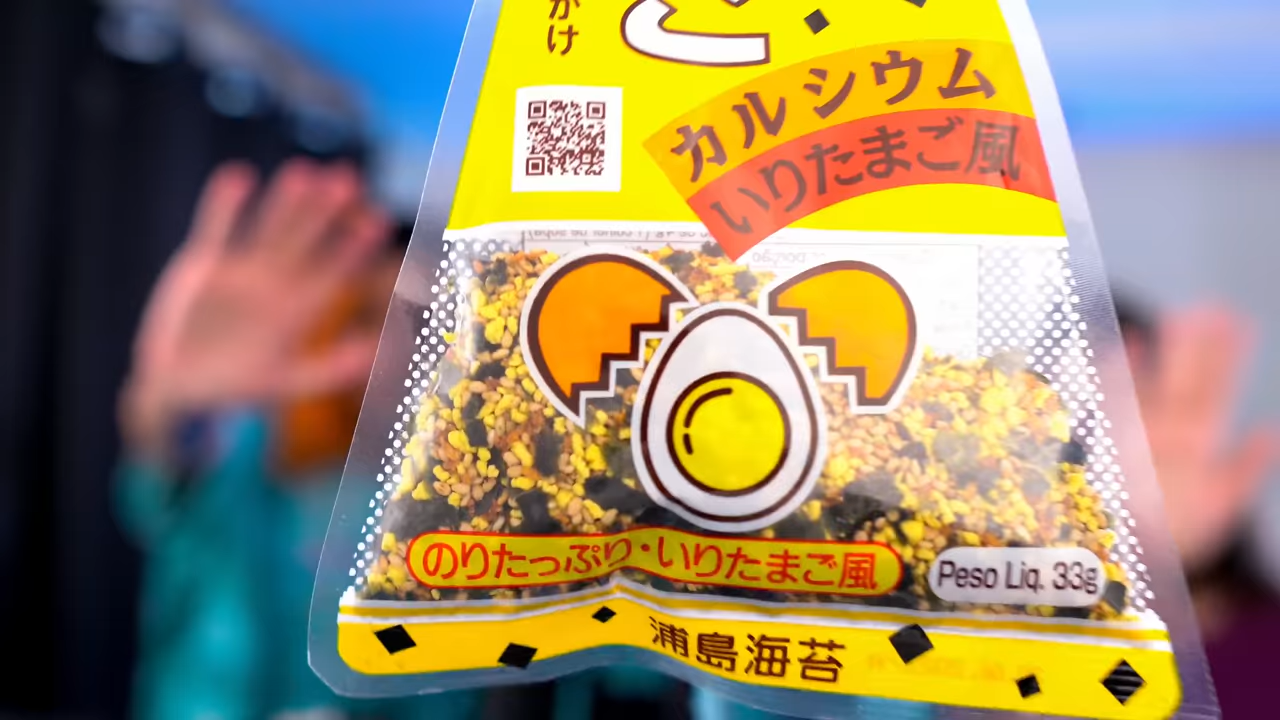 かけ
カルシウム
いりたまご風
のりたっぷり・いりたまご風
Peso Liq. 33g
浦島海苔